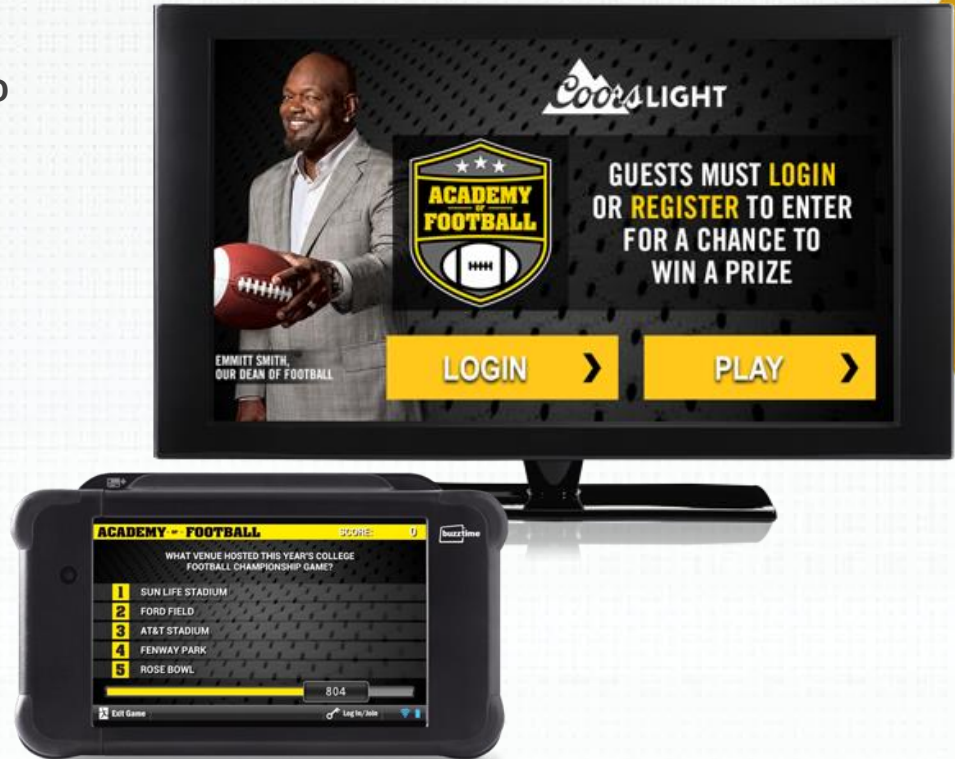 Coors LIGHT
ACADEMY
OF
FOOTBALL
GUESTS MUST LOGIN
OR REGISTER TO ENTER
FOR A CHANCE TO
WIN A PRIZE
EMMITT SMITH,
OUR DEAN OF FOOTBALL
LOGIN
PLAY
ACADEMY OF FOOTBALL SCORE: 0
buzztime
WHAT VENUE HOSTED THIS YEAR'S COLLEGE
FOOTBALL CHAMPIONSHIP GAME?
1 SUN LIFE STADIUM
2 FORD FIELD
3 AT&T STADIUM
4 FENWAY PARK
5 ROSE BOWL
804
Exit Game Log In/Join